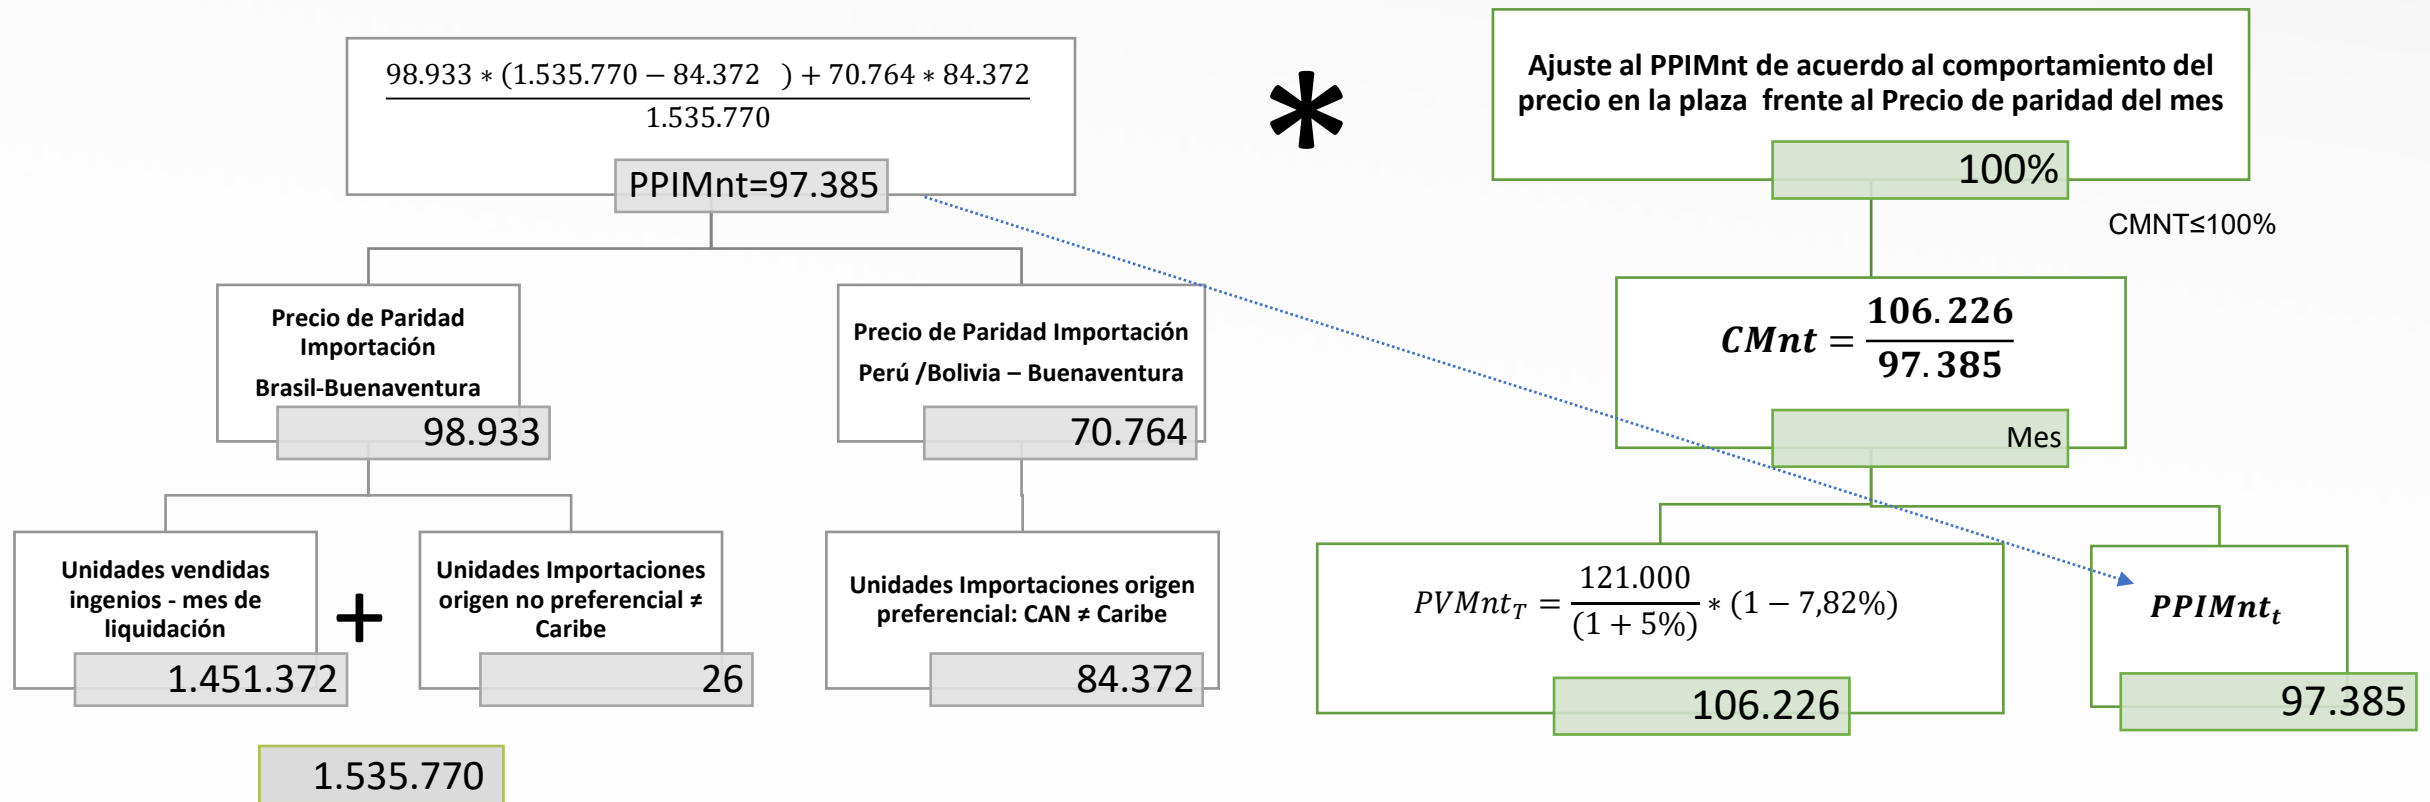 98.933 ∗ (1.535.770 − 84.372 ) + 70.764 ∗ 84.372
1.535.770
PPIMnt=97.385
*
Ajuste al PPIMnt de acuerdo al comportamiento del
precio en la plaza frente al Precio de paridad del mes
100%
CMNT≤100%
Precio de Paridad
Importación
Brasil-Buenaventura
98.933
Precio de Paridad Importación
Perú /Bolivia – Buenaventura
70.764
CMnt = 106.226
97.385
Mes
Unidades vendidas
ingenios - mes de
liquidación
1.451.372
+
Unidades Importaciones
origen no preferencial ≠
Caribe
26
Unidades Importaciones origen
preferencial: CAN ≠ Caribe
84.372
PVMnt_T = 121.000
(1 + 5%) ∗ (1 − 7,82%)
106.226
PPIMnt_t
97.385
1.535.770